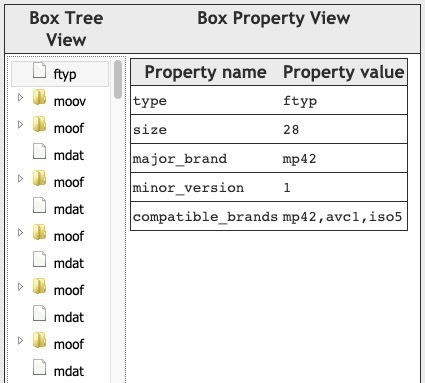 Box Tree
View
Box Property View
ftyp
moov
moof
mdat
moof
mdat
moof
mdat
moof
mdat
moof
mdat
Property name Property value
type ftyp
size 28
major_brand mp42
minor_version 1
compatible_brands mp42,avc1,iso5